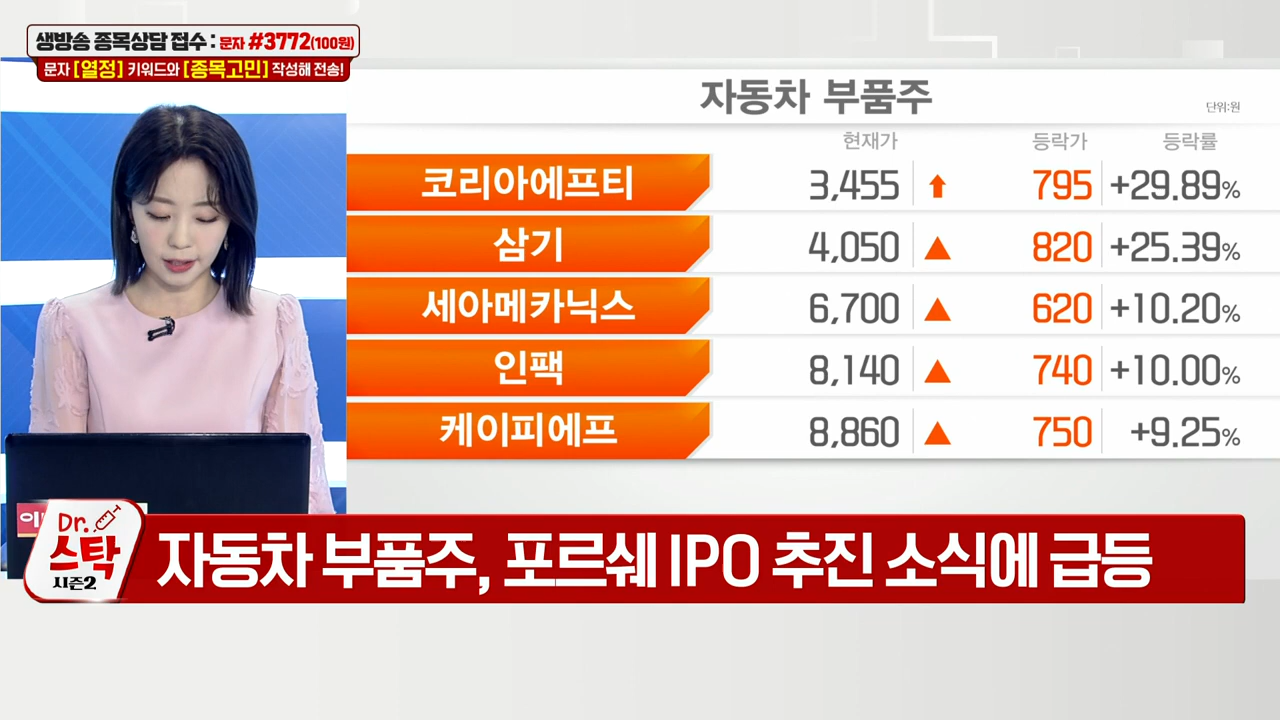 생방송 종목상담 접수 : 문자 #3772(100원)
문자 [열정] 키워드와 [종목고민] 작성해 전송!
자동차 부품주
단위:원
현재가 등락가 등락률
코리아에프티 3,455 795 +29.89%
삼기 4,050 ▲ 820 +25.39%
세아메카닉스 6,700 ▲ 620 +10.20%
인팩 8,140 ▲ 740 +10.00%
케이피에프 8,860 ▲ 750 +9.25%
Dr.
스탁
시즌2
자동차 부품주, 포르쉐 IPO 추진 소식에 급등